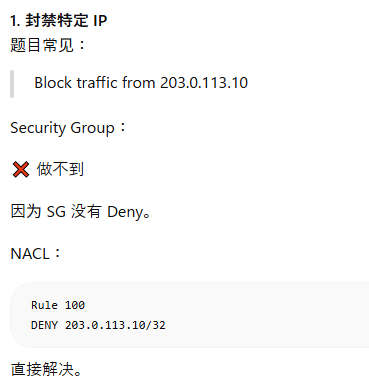 1. 封禁特定 IP
题目常见：
Block traffic from 203.0.113.10
Security Group：
❌ 做不到
因为 SG 没有 Deny。
NACL：
Rule 100
DENY 203.0.113.10/32
直接解决。